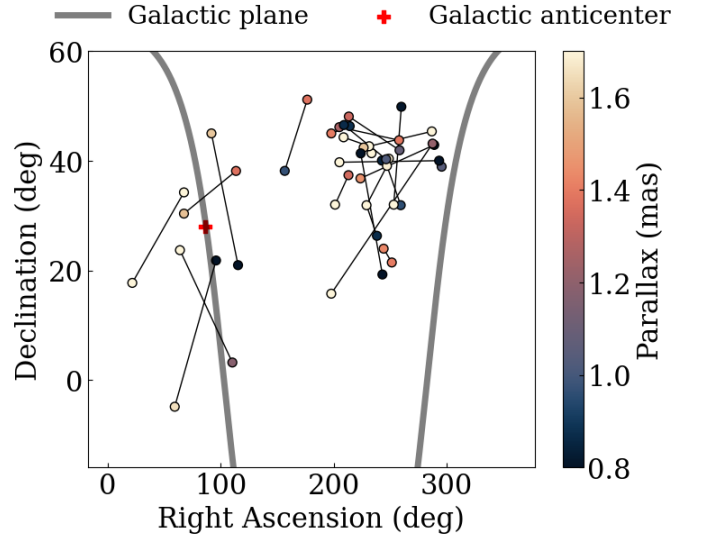 Galactic plane
Galactic anticenter
60
40
20
0
Declination (deg)
0
100
200
300
Right Ascension (deg)
1.6
1.4
1.2
1.0
0.8
Parallax (mas)